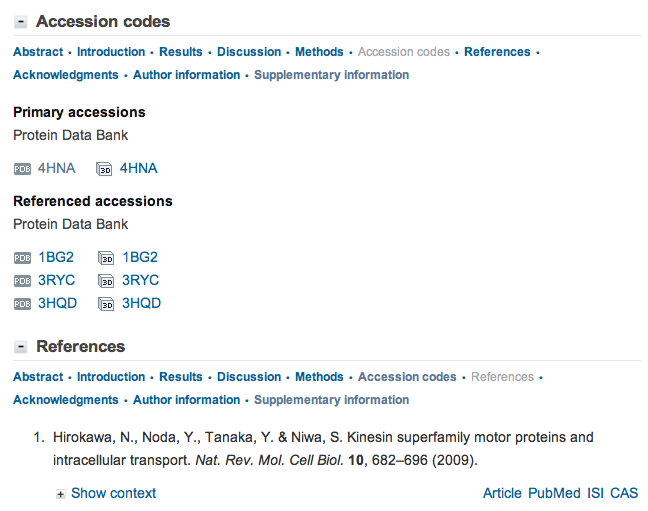 - Accession codes
Abstract • Introduction • Results • Discussion • Methods • Accession codes • References •
Acknowledgments • Author information • Supplementary information
Primary accessions
Protein Data Bank
PDB 4HNA 3D 4HNA
Referenced accessions
Protein Data Bank
PDB 1BG2 3D 1BG2
PDB 3RYC 3D 3RYC
PDB 3HQD 3D 3HQD
- References
Abstract • Introduction • Results • Discussion • Methods • Accession codes • References •
Acknowledgments • Author information • Supplementary information
1. Hirokawa, N., Noda, Y., Tanaka, Y. & Niwa, S. Kinesin superfamily motor proteins and
intracellular transport. Nat. Rev. Mol. Cell Biol. 10, 682–696 (2009).
+ Show context Article PubMed ISI CAS